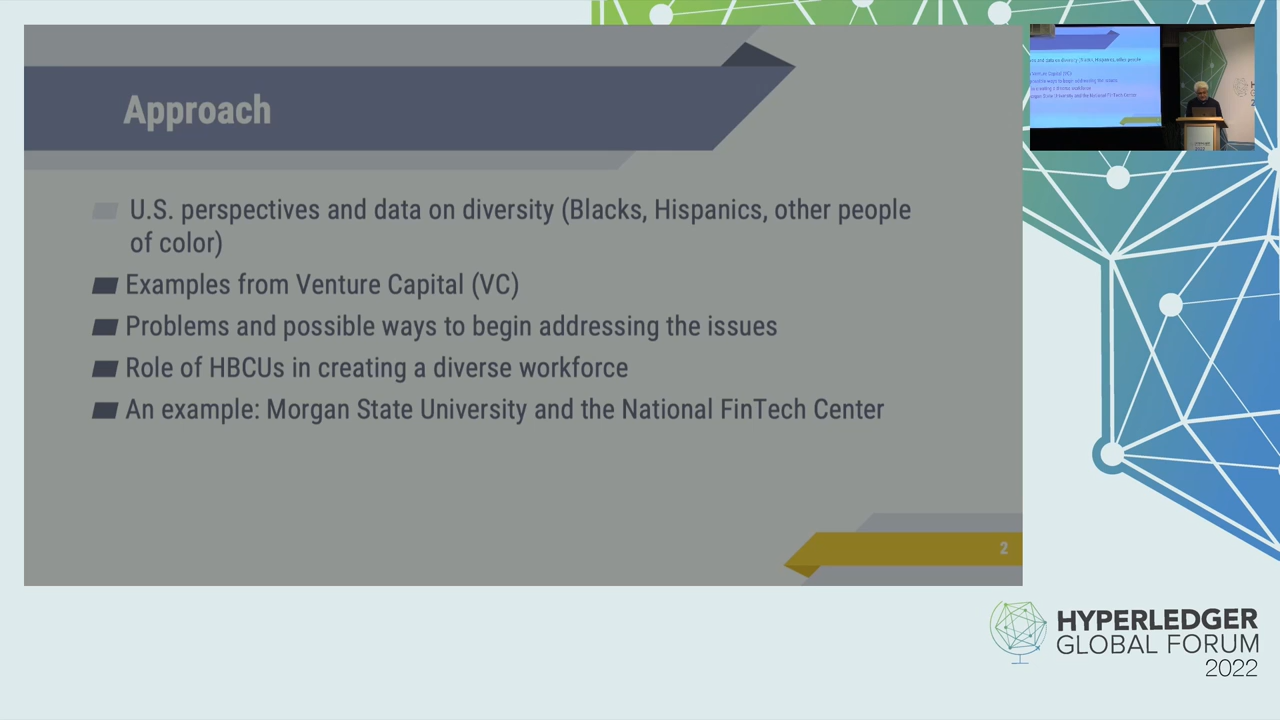 Approach
U.S. perspectives and data on diversity (Blacks, Hispanics, other people
of color)
Examples from Venture Capital (VC)
Problems and possible ways to begin addressing the issues
Role of HBCUs in creating a diverse workforce
An example: Morgan State University and the National FinTech Center
2
HYPERLEDGER
GLOBAL FORUM
2022